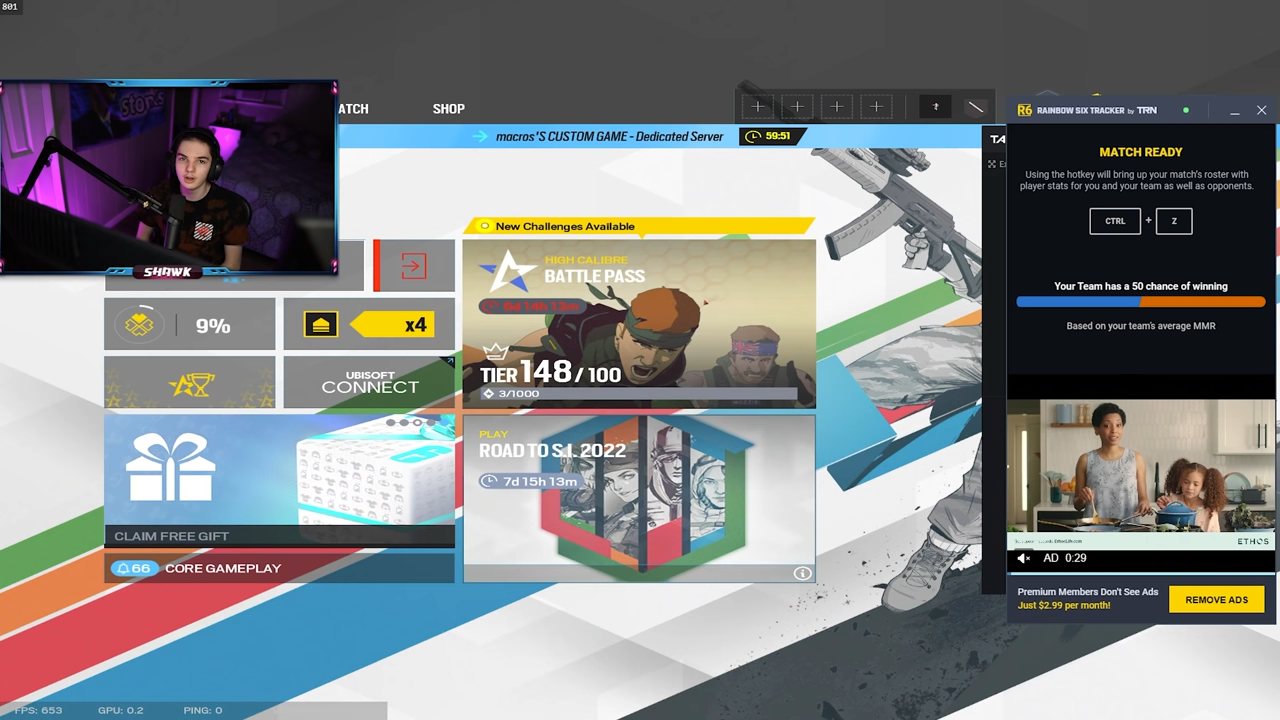 801
ATCH
SHOP
macros'S CUSTOM GAME - Dedicated Server
59:51
SHAWK
New Challenges Available
HIGH CALIBRE
BATTLE PASS
6d 14h 13m
TIER 148 / 100
3/1000
9%
x4
UBISOFT
CONNECT
CLAIM FREE GIFT
66 CORE GAMEPLAY
PLAY
ROAD TO S.I. 2022
7d 15h 13m
FPS: 653 GPU: 0.2 PING: 0
TA
R6 RAINBOW SIX TRACKER by TRN
MATCH READY
Using the hotkey will bring up your match's roster with
player stats for you and your team as well as opponents.
CTRL + Z
Your Team has a 50 chance of winning
Based on your team's average MMR
ETHOS
AD 0:29
Premium Members Don't See Ads
Just $2.99 per month!
REMOVE ADS